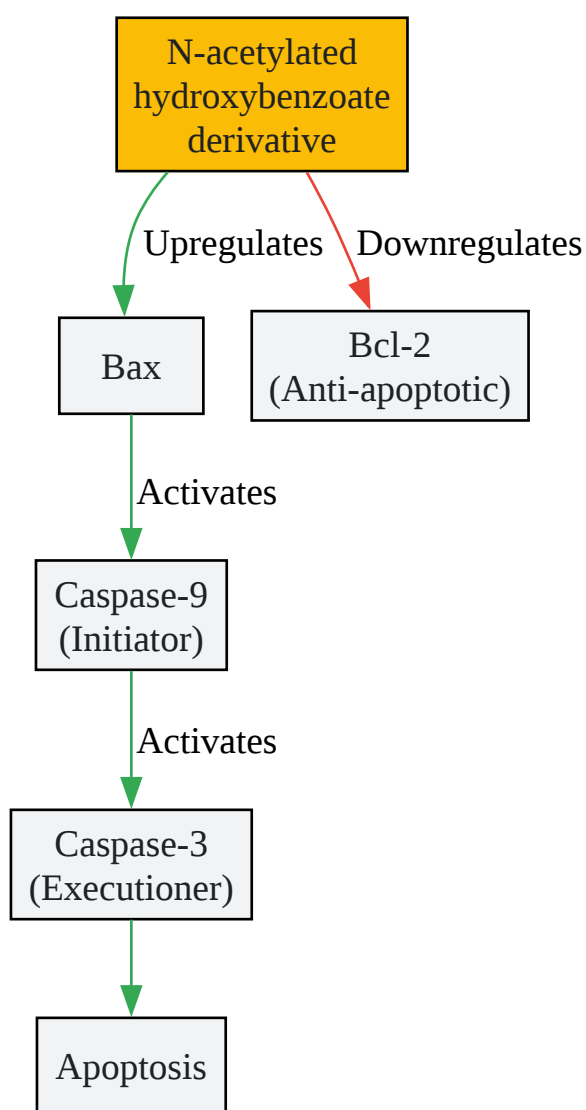 N-acetylated
hydroxybenzoate
derivative
Upregulates
Downregulates
Bax
Bcl-2
(Anti-apoptotic)
Activates
Caspase-9
(Initiator)
Activates
Caspase-3
(Executioner)
Apoptosis